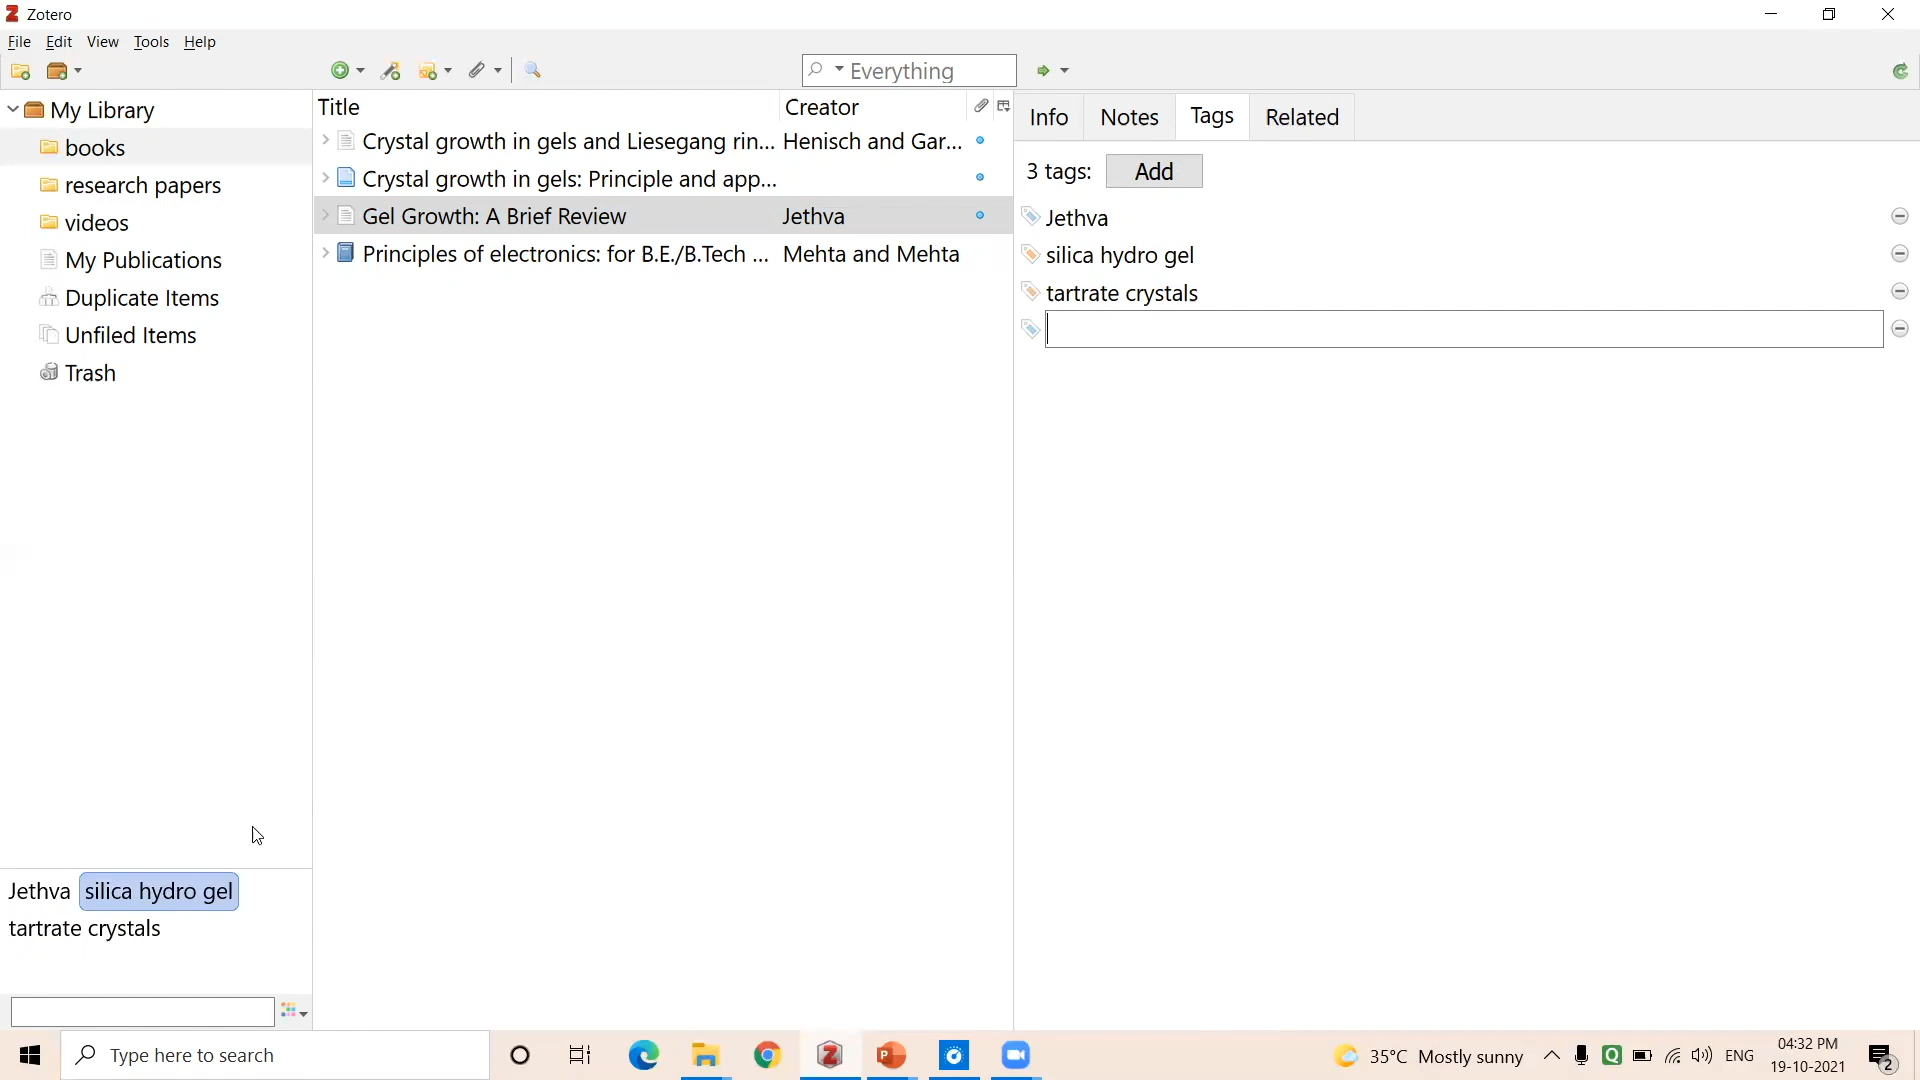 Zotero
File Edit View Tools Help
Everything
My Library
books
research papers
videos
My Publications
Duplicate Items
Unfiled Items
Trash
Title Creator
Crystal growth in gels and Liesegang rin... Henisch and Gar...
Crystal growth in gels: Principle and app...
Gel Growth: A Brief Review Jethva
Principles of electronics: for B.E./B.Tech ... Mehta and Mehta
Info Notes Tags Related
3 tags: Add
Jethva
silica hydro gel
tartrate crystals
Jethva silica hydro gel
tartrate crystals
Type here to search
35°C Mostly sunny
ENG
04:32 PM
19-10-2021
2